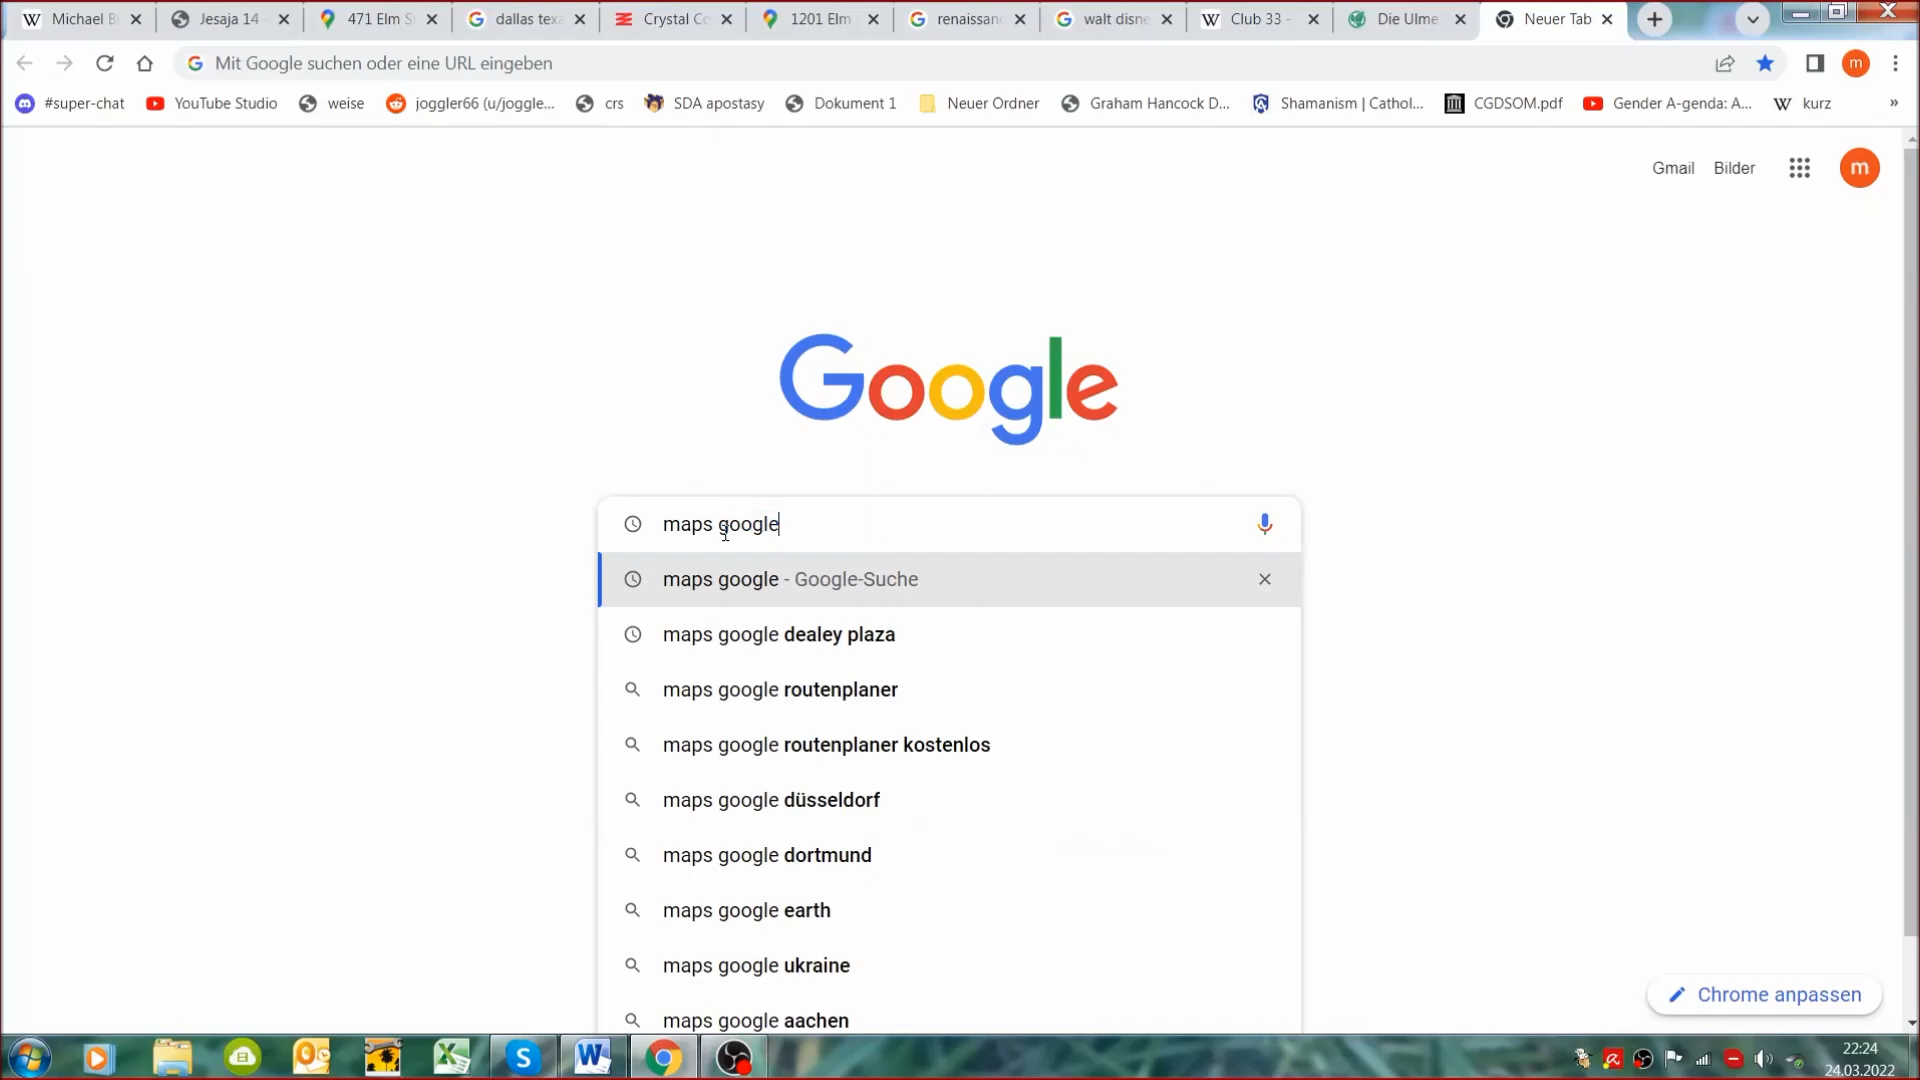 Michael B
Jesaja 14
471 Elm S
dallas texa
Crystal Co
1201 Elm
renaissan
walt disne
Club 33 -
Die Ulme
Neuer Tab
Mit Google suchen oder eine URL eingeben
m
#super-chat
YouTube Studio
weise
joggler66 (u/joggle...
crs
SDA apostasy
Dokument 1
Neuer Ordner
Graham Hancock D...
Shamanism | Cathol...
CGDSOM.pdf
Gender A-genda: A...
kurz
»
Gmail
Bilder
m
Google
maps google
maps google - Google-Suche
maps google dealey plaza
maps google routenplaner
maps google routenplaner kostenlos
maps google düsseldorf
maps google dortmund
maps google earth
maps google ukraine
maps google aachen
Chrome anpassen
22:24
24.03.2022